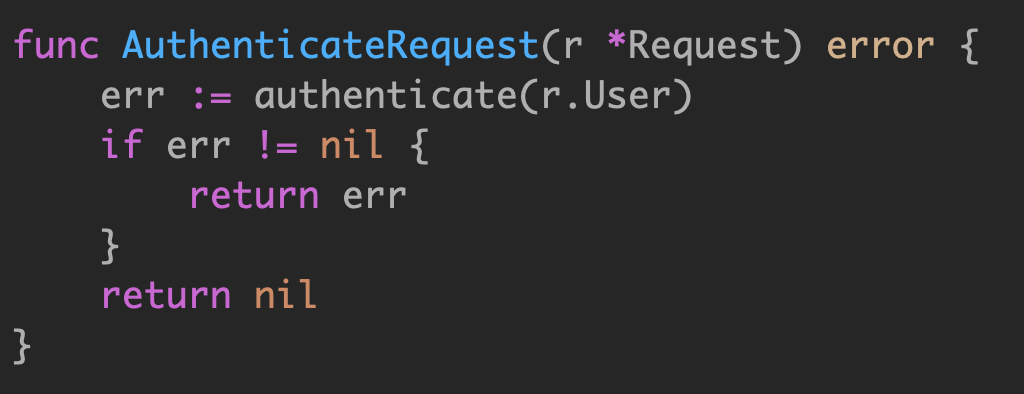 func AuthenticateRequest(r *Request) error {
    err := authenticate(r.User)
    if err != nil {
        return err
    }
    return nil
}